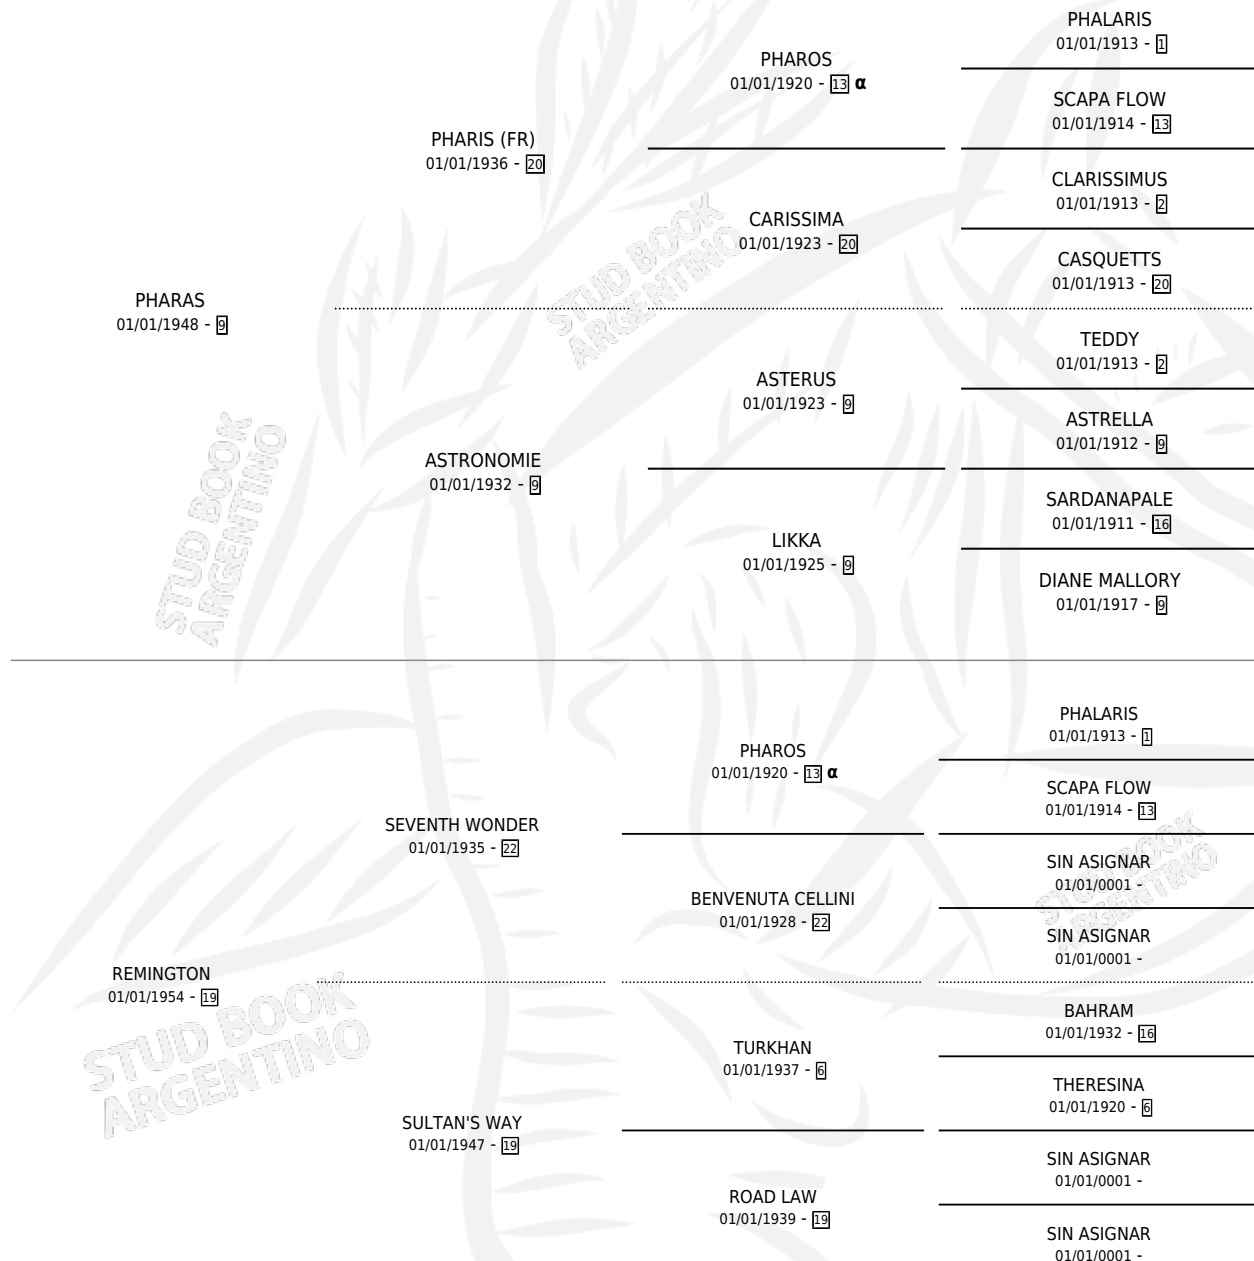 PHALARIS
01/01/1913 - 1
PHAROS
01/01/1920 - 13 α
SCAPA FLOW
01/01/1914 - 13
PHARIS (FR)
01/01/1936 - 20
CLARISSIMUS
01/01/1913 - 2
CARISSIMA
01/01/1923 - 20
CASQUETTS
01/01/1913 - 20
PHARAS
01/01/1948 - 9
TEDDY
01/01/1913 - 2
ASTERUS
01/01/1923 - 9
ASTRELLA
01/01/1912 - 9
ASTRONOMIE
01/01/1932 - 9
SARDANAPALE
01/01/1911 - 16
LIKKA
01/01/1925 - 9
DIANE MALLORY
01/01/1917 - 9
STUD BOOK
ARGENTINO
STUD BOOK
ARGENTINO
PHALARIS
01/01/1913 - 1
PHAROS
01/01/1920 - 13 α
SCAPA FLOW
01/01/1914 - 13
SEVENTH WONDER
01/01/1935 - 22
SIN ASIGNAR
01/01/0001 -
BENVENUTA CELLINI
01/01/1928 - 22
SIN ASIGNAR
01/01/0001 -
REMINGTON
01/01/1954 - 19
BAHRAM
01/01/1932 - 16
TURKHAN
01/01/1937 - 6
THERESINA
01/01/1920 - 6
SULTAN'S WAY
01/01/1947 - 19
SIN ASIGNAR
01/01/0001 -
ROAD LAW
01/01/1939 - 19
SIN ASIGNAR
01/01/0001 -
STUD BOOK
ARGENTINO
STUD BOOK
ARGENTINO